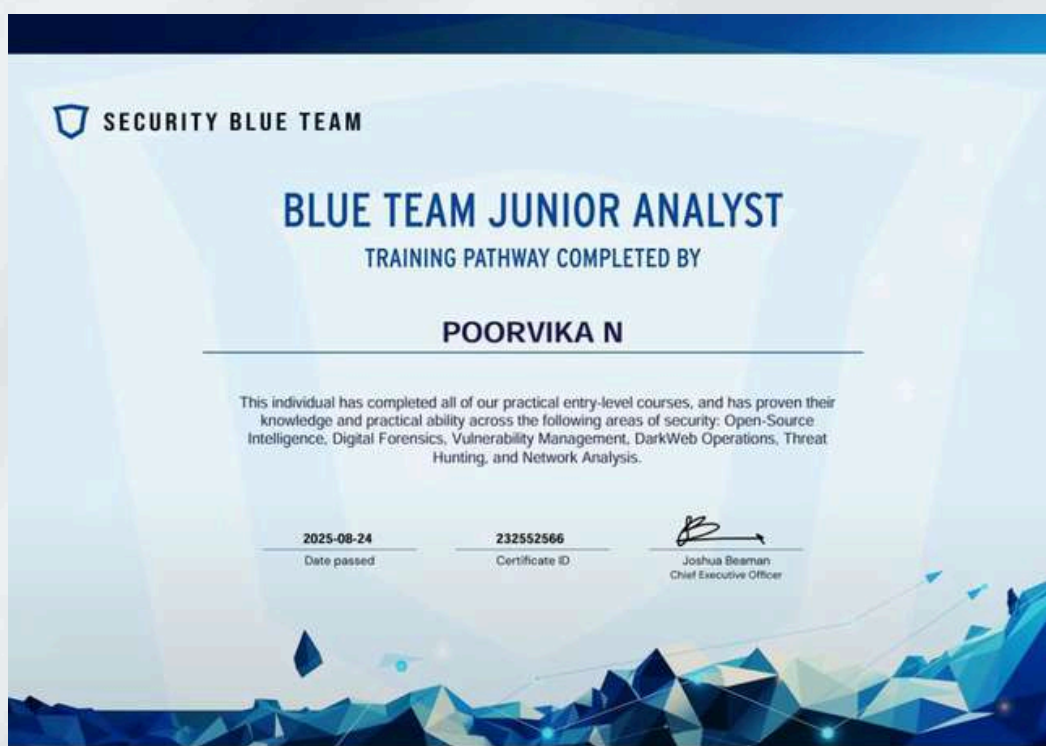 SECURITY BLUE TEAM
BLUE TEAM JUNIOR ANALYST
TRAINING PATHWAY COMPLETED BY
POORVIKA N
This individual has completed all of our practical entry-level courses, and has proven their
knowledge and practical ability across the following areas of security: Open-Source
Intelligence, Digital Forensics, Vulnerability Management, DarkWeb Operations, Threat
Hunting, and Network Analysis.
2025-08-24
Date passed
232552566
Certificate ID
Joshua Beaman
Chief Executive Officer